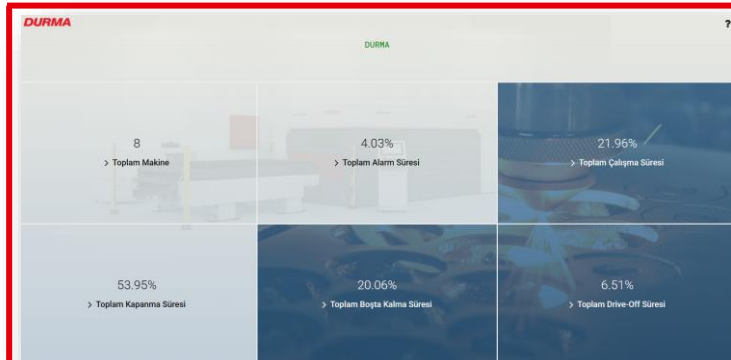 DURMA
?
DURMA
8
> Toplam Makine
4.03%
> Toplam Alarm Süresi
21.96%
> Toplam Çalışma Süresi
53.95%
> Toplam Kapanma Süresi
20.06%
> Toplam Boşta Kalma Süresi
6.51%
> Toplam Drive-Off Süresi